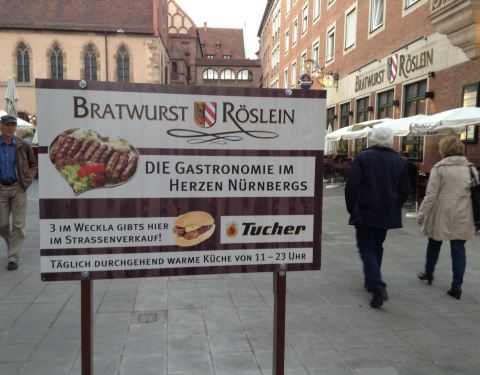 BRATWURST RÖSLEIN
DIE GASTRONOMIE IM
HERZEN NÜRNBERGS
3 IM WECKLA GIBTS HIER
IM STRASSENVERKAUF!
Tucher
TÄGLICH DURCHGEHEND WARME KÜCHE VON 11 – 23 UHR
BRATWURST RÖSLEIN
Tucher